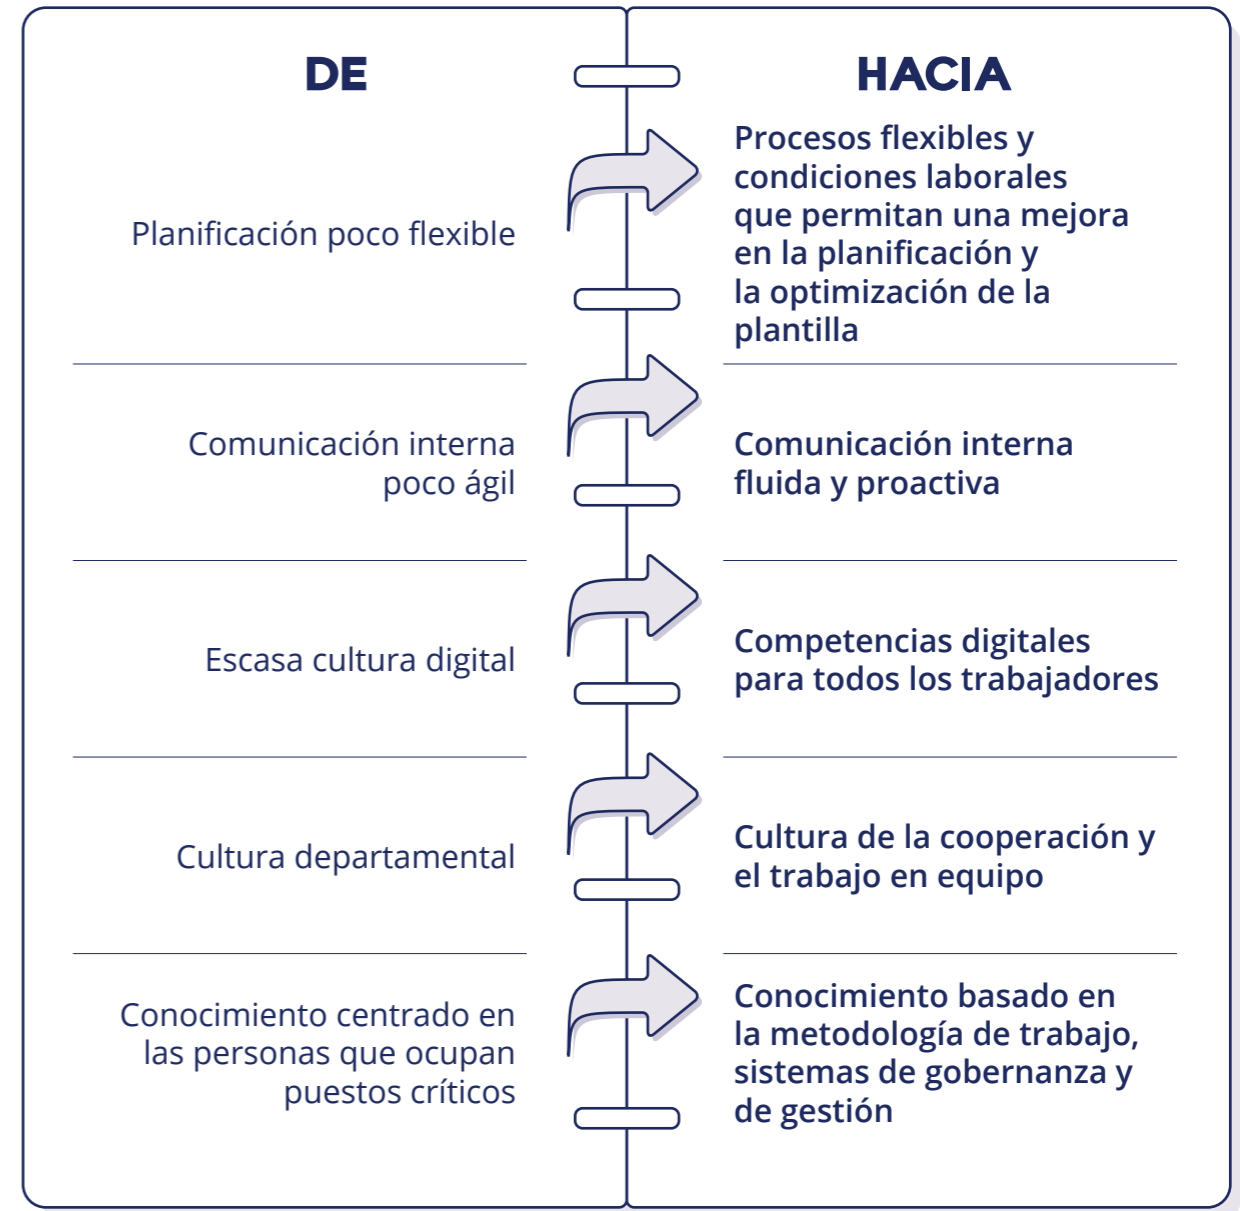 DE
HACIA
Planificación poco flexible
Procesos flexibles y
condiciones laborales
que permitan una mejora
en la planificación y
la optimización de la
plantilla
Comunicación interna
poco ágil
Comunicación interna
fluida y proactiva
Escasa cultura digital
Competencias digitales
para todos los trabajadores
Cultura departamental
Cultura de la cooperación y
el trabajo en equipo
Conocimiento centrado en
las personas que ocupan
puestos críticos
Conocimiento basado en
la metodología de trabajo,
sistemas de gobernanza y
de gestión